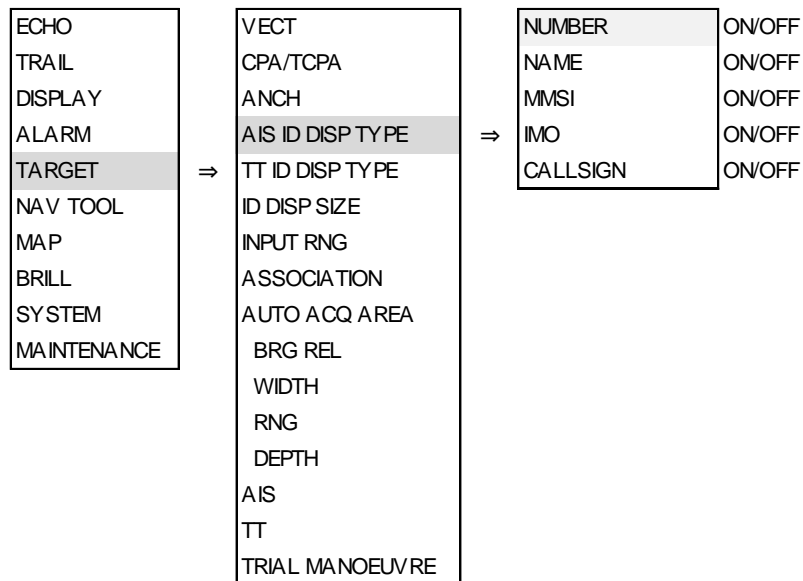 ECHO
TRAIL
DISPLAY
ALARM
TARGET
NAV TOOL
MAP
BRILL
SYSTEM
MAINTENANCE
⇒
VECT
CPA/TCPA
ANCH
AIS ID DISP TYPE
TT ID DISP TYPE
ID DISP SIZE
INPUT RNG
ASSOCIATION
AUTO ACQ AREA
BRG REL
WIDTH
RNG
DEPTH
AIS
TT
TRIAL MANOEUVRE
⇒
NUMBER ON/OFF
NAME ON/OFF
MMSI ON/OFF
IMO ON/OFF
CALLSIGN ON/OFF